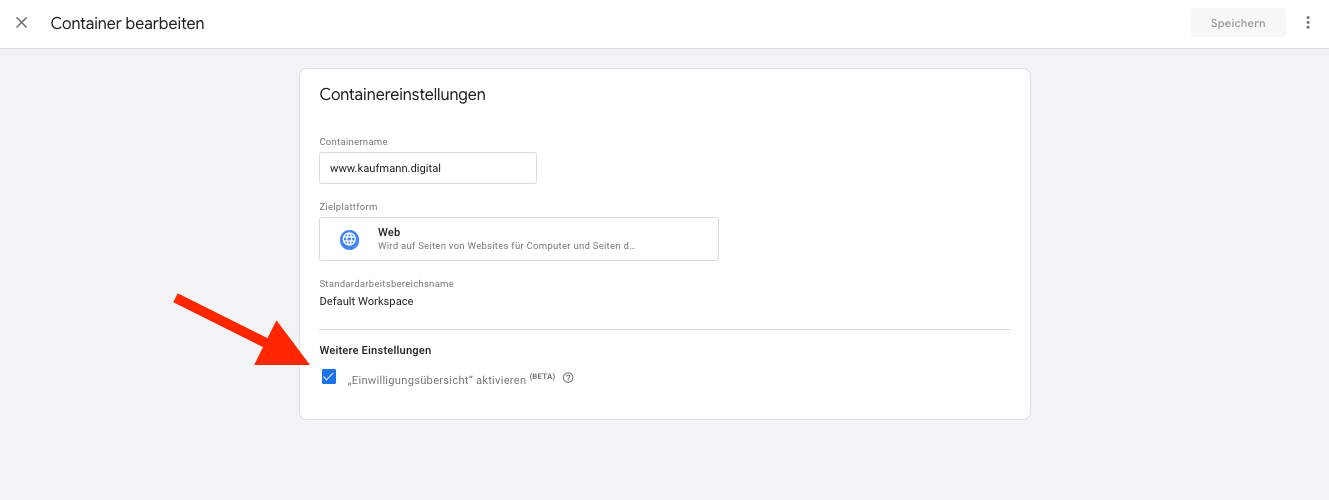 Container bearbeiten
Speichern
Containereinstellungen
Containername
www.kaufmann.digital
Zielplattform
Web
Wird auf Seiten von Websites für Computer und Seiten d…
Standardarbeitsbereichsname
Default Workspace
Weitere Einstellungen
„Einwilligungsübersicht“ aktivieren (BETA) ?